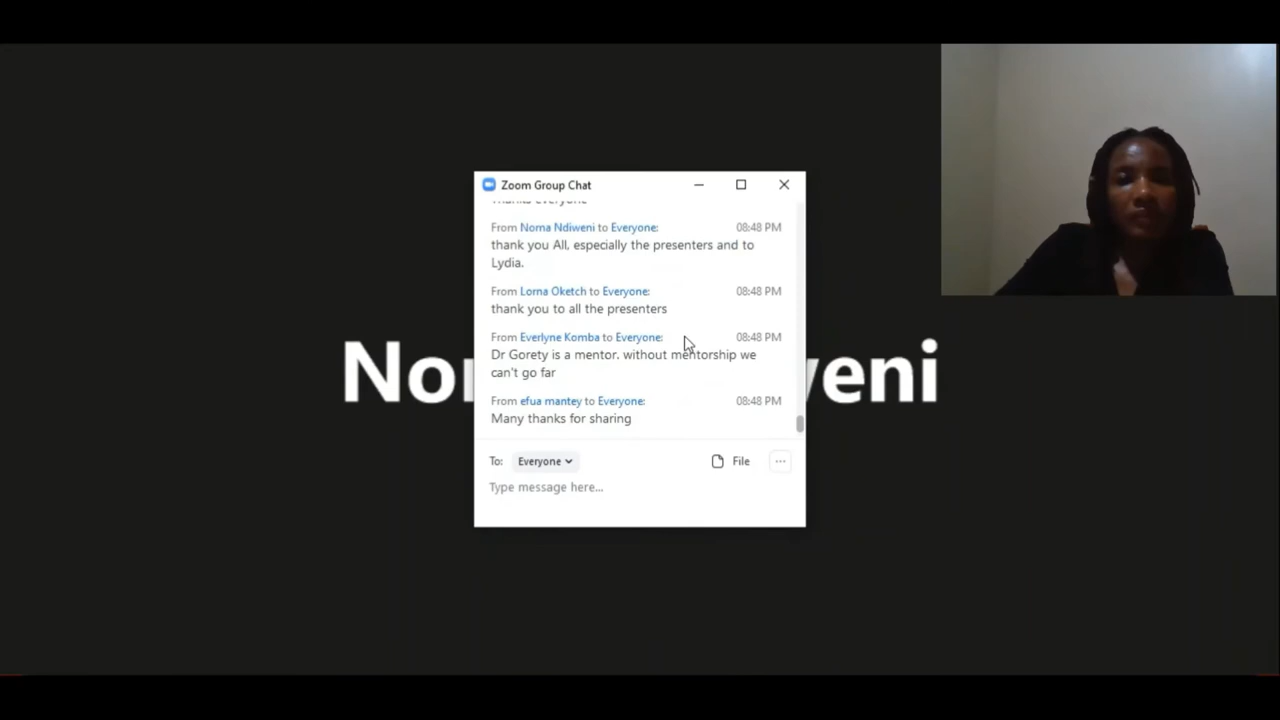 Zoom Group Chat
Thanks everyone
From Noma Ndiweni to Everyone: 08:48 PM
thank you All, especially the presenters and to
Lydia.
From Lorna Oketch to Everyone: 08:48 PM
thank you to all the presenters
From Everlyne Komba to Everyone: 08:48 PM
Dr Gorety is a mentor. without mentorship we
can't go far
From efua mantey to Everyone: 08:48 PM
Many thanks for sharing
To: Everyone File
Type message here...